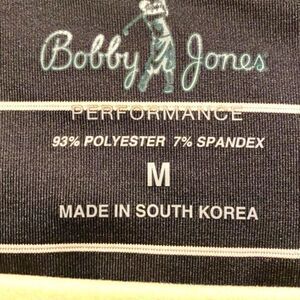 Bobby Jones
PERFORMANCE
93% POLYESTER 7% SPANDEX
M
MADE IN SOUTH KOREA